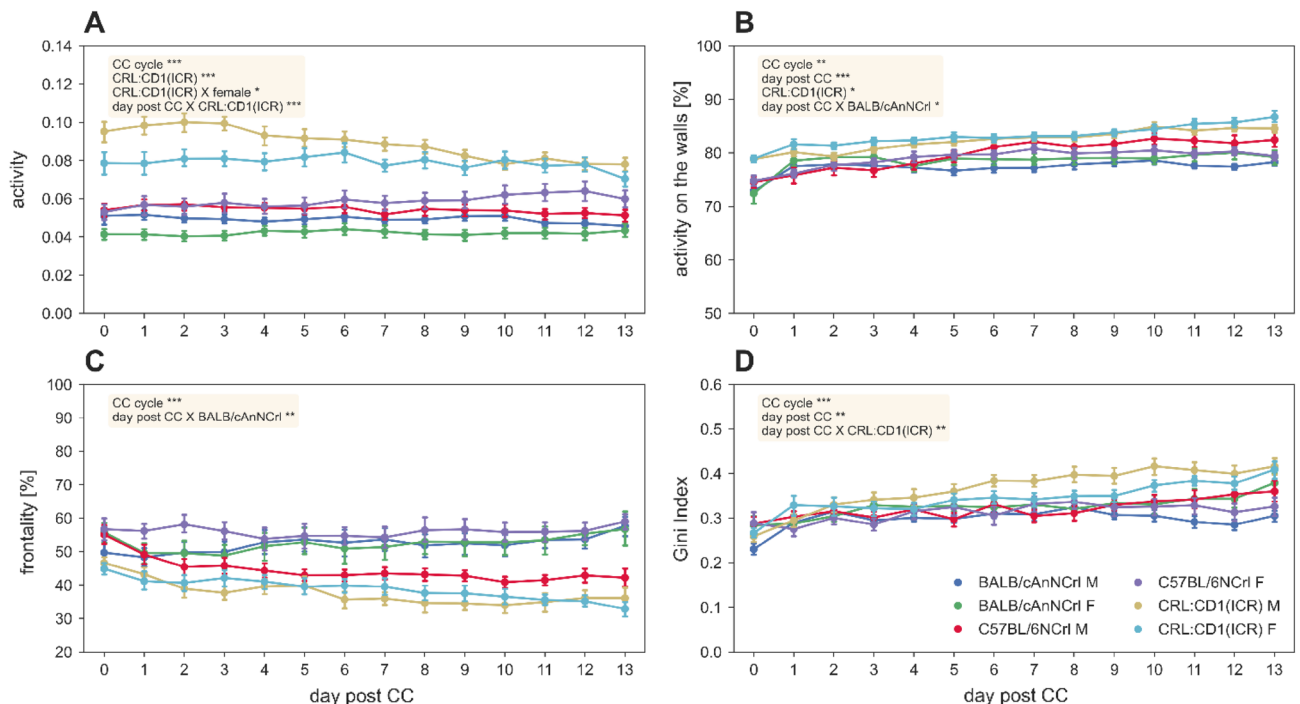 A
activity
0.14
0.12
0.10
0.08
0.06
0.04
0.02
0.00
CC cycle ***
CRL:CD1(ICR) ***
CRL:CD1(ICR) X female *
day post CC X CRL:CD1(ICR) ***
0 1 2 3 4 5 6 7 8 9 10 11 12 13
B
activity on the walls [%]
100
90
80
70
60
50
CC cycle **
day post CC ***
CRL:CD1(ICR) *
day post CC X BALB/cAnNCrl *
0 1 2 3 4 5 6 7 8 9 10 11 12 13
C
frontality [%]
100
90
80
70
60
50
40
30
20
CC cycle ***
day post CC X BALB/cAnNCrl **
0 1 2 3 4 5 6 7 8 9 10 11 12 13
day post CC
D
Gini Index
0.6
0.5
0.4
0.3
0.2
0.1
0.0
CC cycle ***
day post CC **
day post CC X CRL:CD1(ICR) **
BALB/cAnNCrl M
BALB/cAnNCrl F
C57BL/6NCrl M
C57BL/6NCrl F
CRL:CD1(ICR) M
CRL:CD1(ICR) F
0 1 2 3 4 5 6 7 8 9 10 11 12 13
day post CC